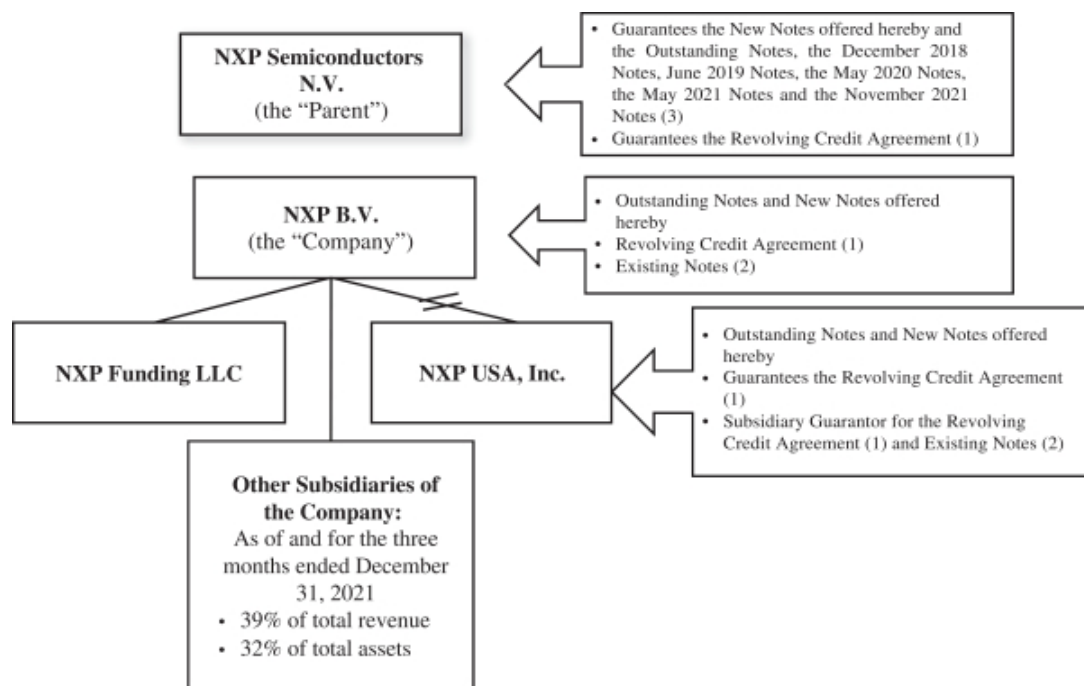 NXP Semiconductors
N.V.
(the “Parent”)
• Guarantees the New Notes offered hereby and
the Outstanding Notes, the December 2018
Notes, June 2019 Notes, the May 2020 Notes,
the May 2021 Notes and the November 2021
Notes (3)
• Guarantees the Revolving Credit Agreement (1)
NXP B.V.
(the “Company”)
• Outstanding Notes and New Notes offered
hereby
• Revolving Credit Agreement (1)
• Existing Notes (2)
NXP Funding LLC
NXP USA, Inc.
• Outstanding Notes and New Notes offered
hereby
• Guarantees the Revolving Credit Agreement
(1)
• Subsidiary Guarantor for the Revolving
Credit Agreement (1) and Existing Notes (2)
Other Subsidiaries of
the Company:
As of and for the three
months ended December
31, 2021
• 39% of total revenue
• 32% of total assets